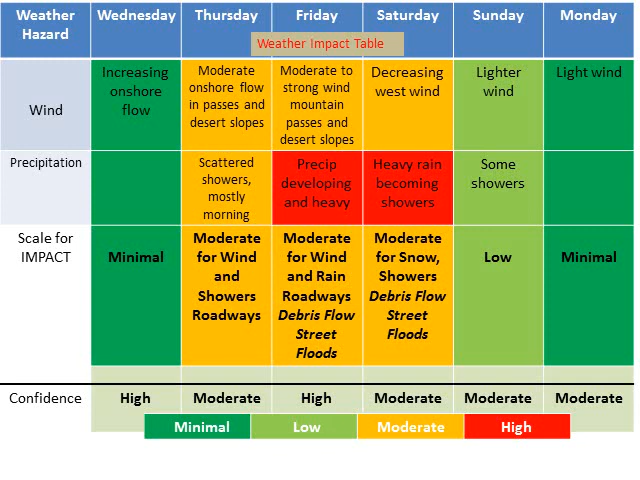 Weather Hazard Wednesday Thursday Friday Saturday Sunday Monday
Weather Impact Table
Wind
Increasing
onshore
flow
Moderate
onshore flow
in passes and
desert slopes
Moderate to
strong wind
mountain
passes and
desert slopes
Decreasing
west wind
Lighter
wind
Light wind
Precipitation
Scattered
showers,
mostly
morning
Precip
developing
and heavy
Heavy rain
becoming
showers
Some
showers
Scale for
IMPACT
Minimal
Moderate
for Wind
and
Showers
Roadways
Moderate
for Wind
and Rain
Roadways
Debris Flow
Street
Floods
Moderate
for Snow,
Showers
Debris Flow
Street
Floods
Low
Minimal
Confidence High Moderate High Moderate Moderate Moderate
Minimal Low Moderate High